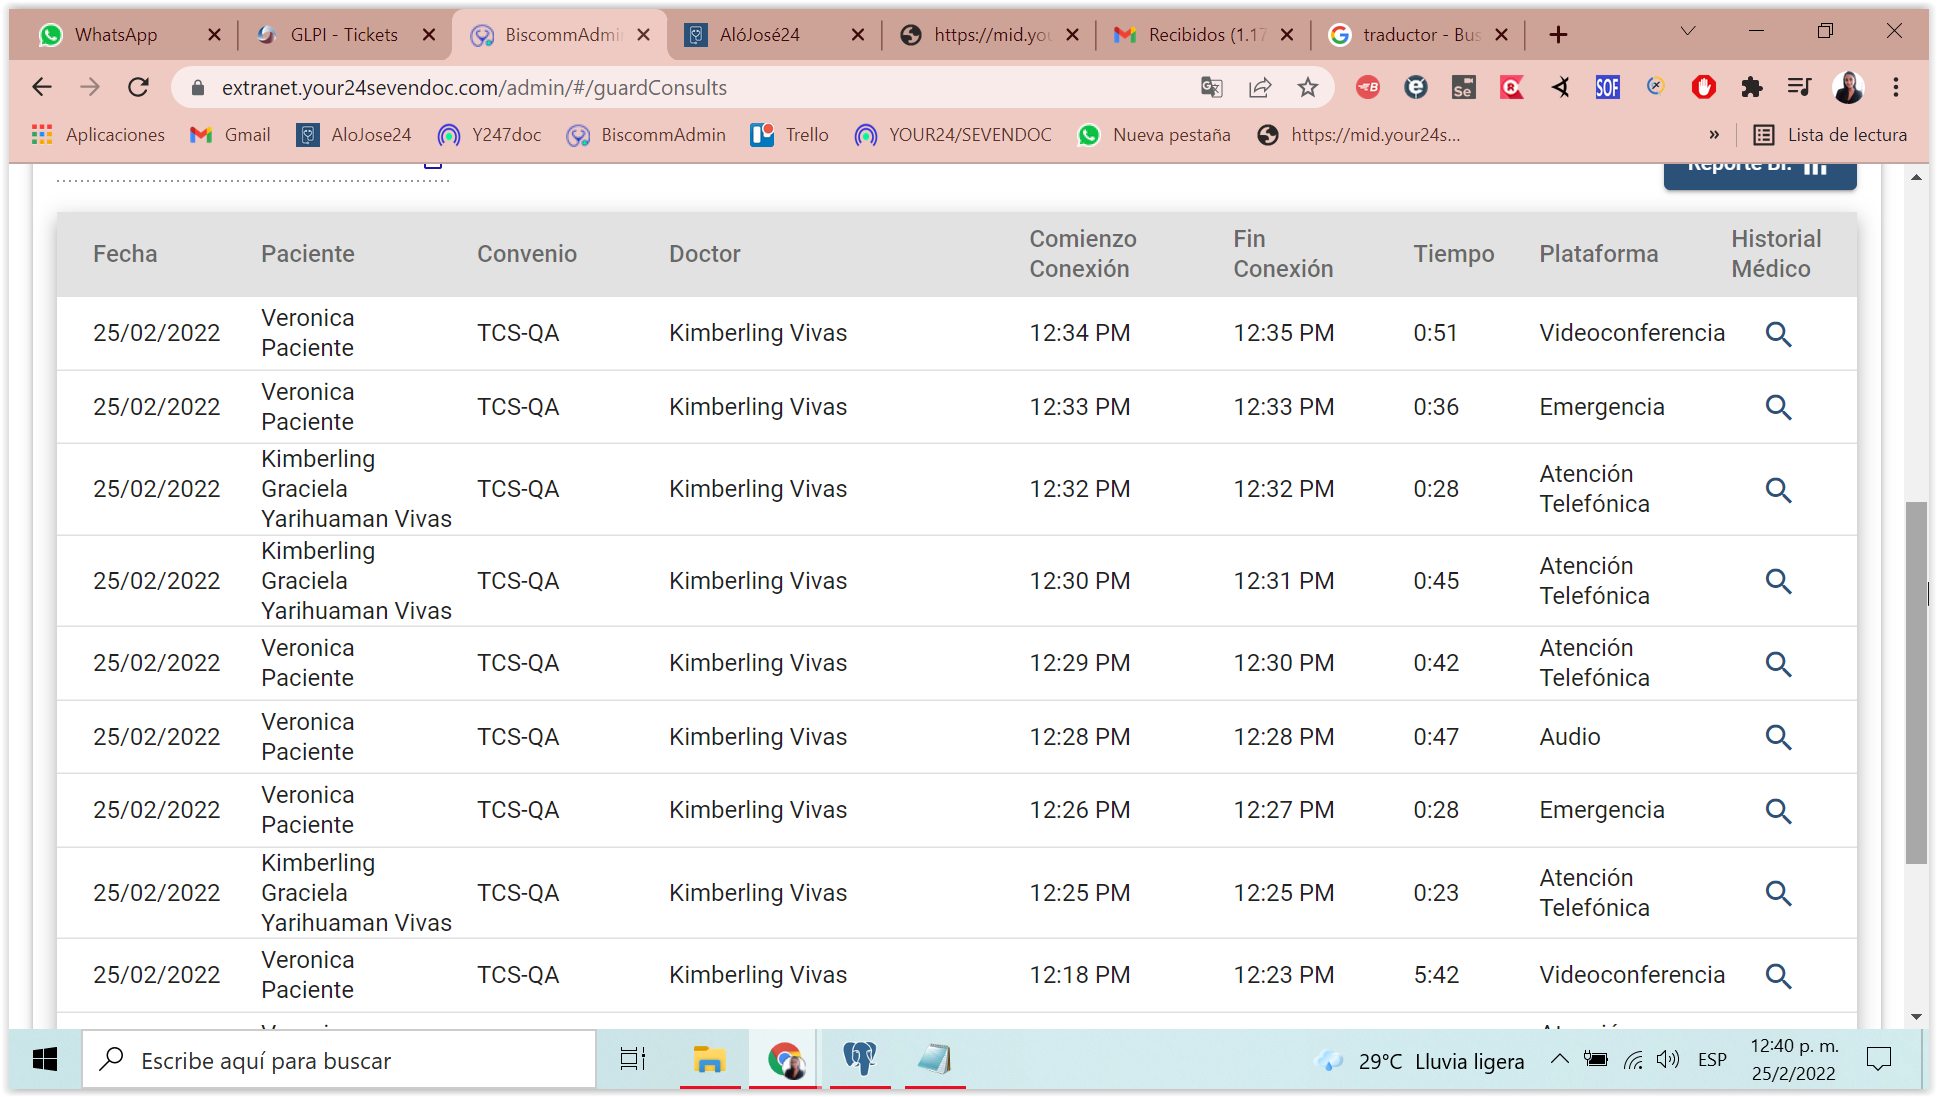 WhatsApp
GLPI - Tickets
BiscommAdmi
AlóJosé24
https://mid.you
Recibidos (1.17
traductor - Bus
extranet.your24sevendoc.com/admin/#/guardConsults
Se
SOF
Aplicaciones
Gmail
AloJose24
Y247doc
BiscommAdmin
Trello
YOUR24/SEVENDOC
Nueva pestaña
https://mid.your24s...
»
Lista de lectura
Reporte BI.
Fecha
Paciente
Convenio
Doctor
Comienzo
Conexión
Fin
Conexión
Tiempo
Plataforma
Historial
Médico
25/02/2022
Veronica
Paciente
TCS-QA
Kimberling Vivas
12:34 PM
12:35 PM
0:51
Videoconferencia
25/02/2022
Veronica
Paciente
TCS-QA
Kimberling Vivas
12:33 PM
12:33 PM
0:36
Emergencia
25/02/2022
Kimberling
Graciela
Yarihuaman Vivas
TCS-QA
Kimberling Vivas
12:32 PM
12:32 PM
0:28
Atención
Telefónica
25/02/2022
Kimberling
Graciela
Yarihuaman Vivas
TCS-QA
Kimberling Vivas
12:30 PM
12:31 PM
0:45
Atención
Telefónica
25/02/2022
Veronica
Paciente
TCS-QA
Kimberling Vivas
12:29 PM
12:30 PM
0:42
Atención
Telefónica
25/02/2022
Veronica
Paciente
TCS-QA
Kimberling Vivas
12:28 PM
12:28 PM
0:47
Audio
25/02/2022
Veronica
Paciente
TCS-QA
Kimberling Vivas
12:26 PM
12:27 PM
0:28
Emergencia
25/02/2022
Kimberling
Graciela
Yarihuaman Vivas
TCS-QA
Kimberling Vivas
12:25 PM
12:25 PM
0:23
Atención
Telefónica
25/02/2022
Veronica
Paciente
TCS-QA
Kimberling Vivas
12:18 PM
12:23 PM
5:42
Videoconferencia
Escribe aquí para buscar
29°C Lluvia ligera
ESP
12:40 p. m.
25/2/2022